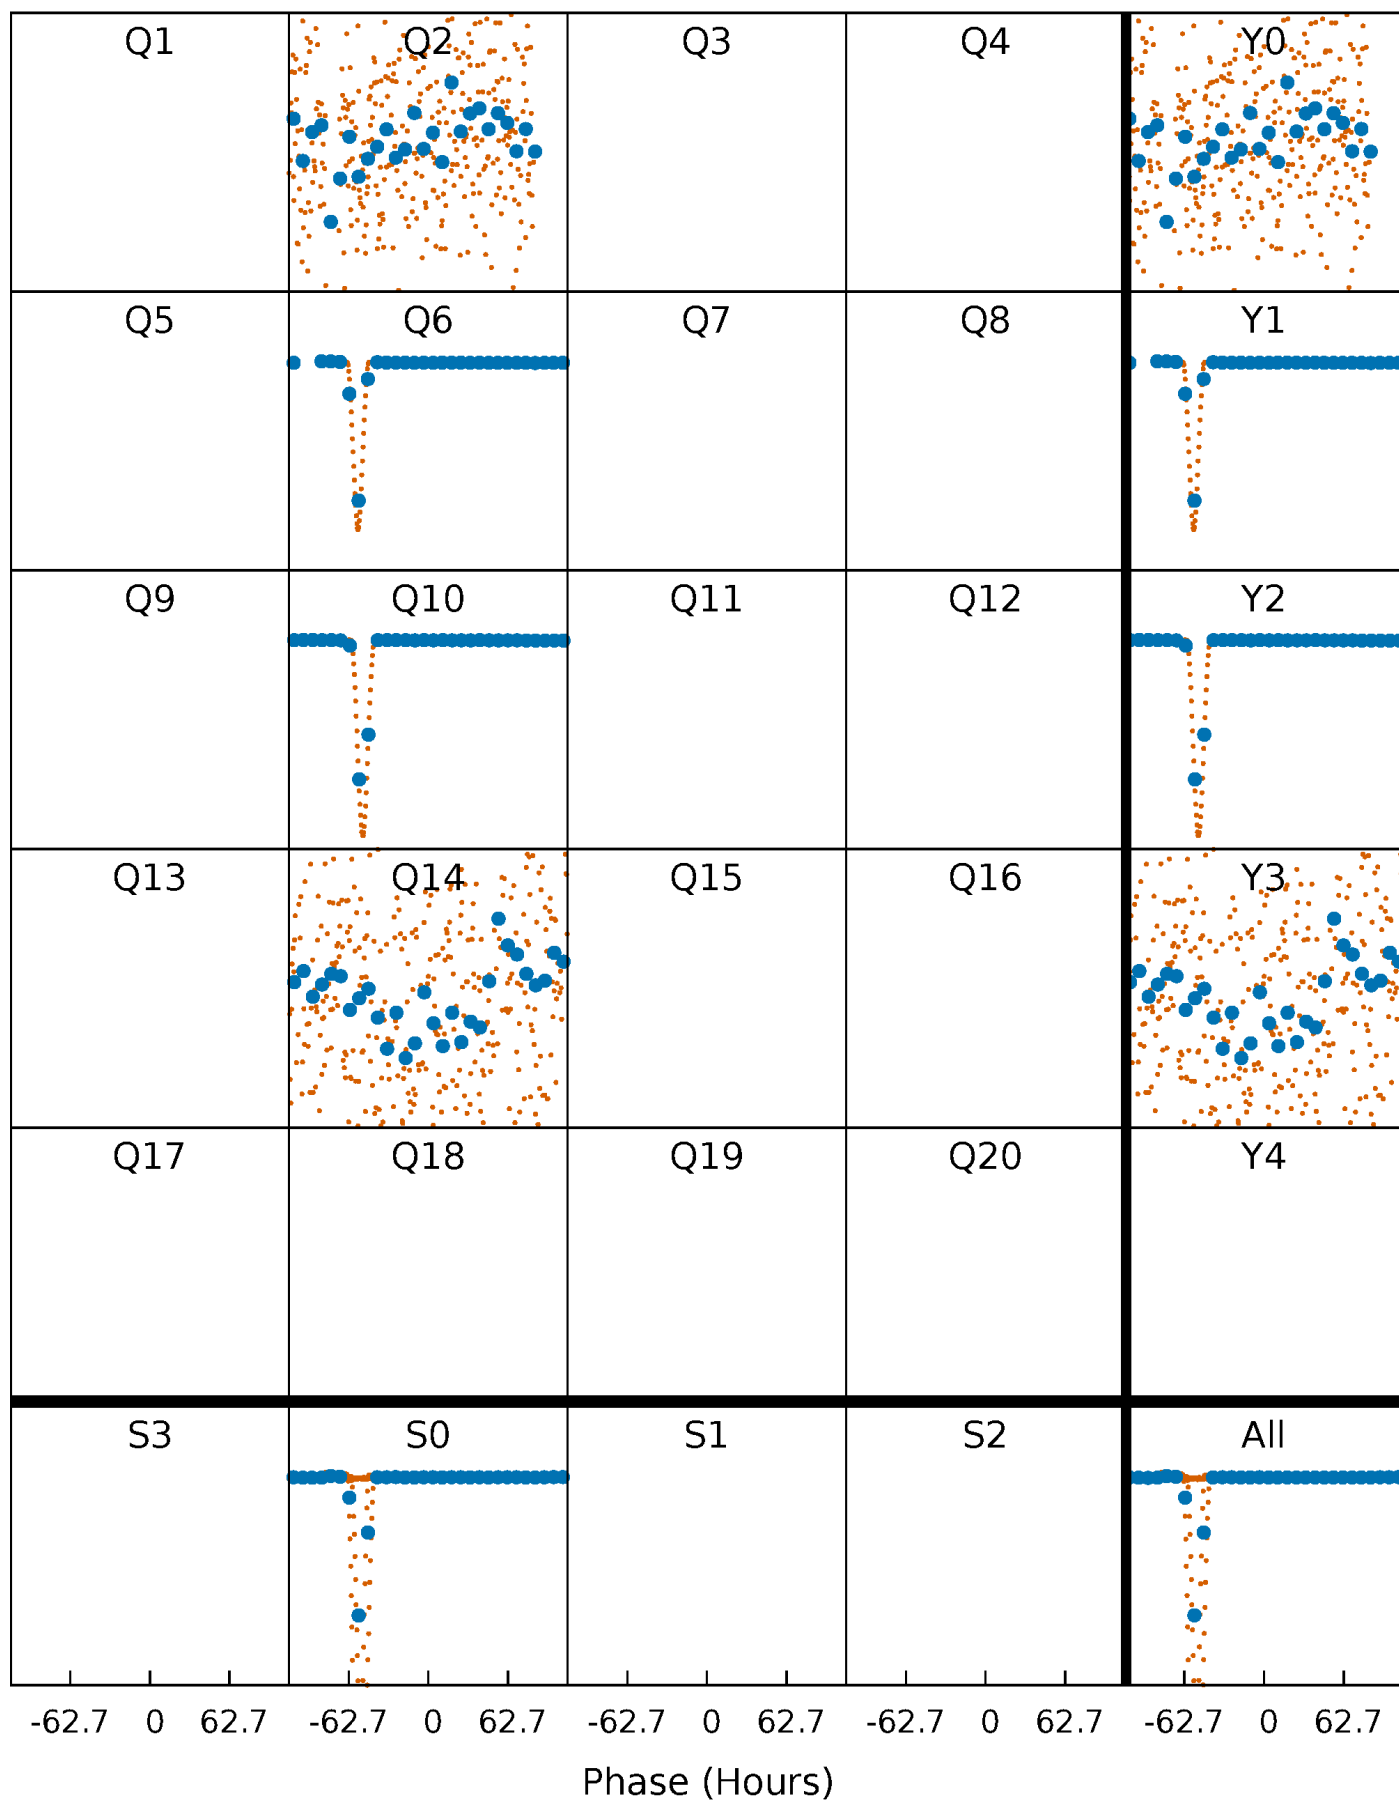 Q1 Q2 Q3 Q4 Y0
Q5 Q6 Q7 Q8 Y1
Q9 Q10 Q11 Q12 Y2
Q13 Q14 Q15 Q16 Y3
Q17 Q18 Q19 Q20 Y4
S3 S0 S1 S2 All
-62.7 0 62.7 -62.7 0 62.7 -62.7 0 62.7 -62.7 0 62.7 -62.7 0 62.7
Phase (Hours)